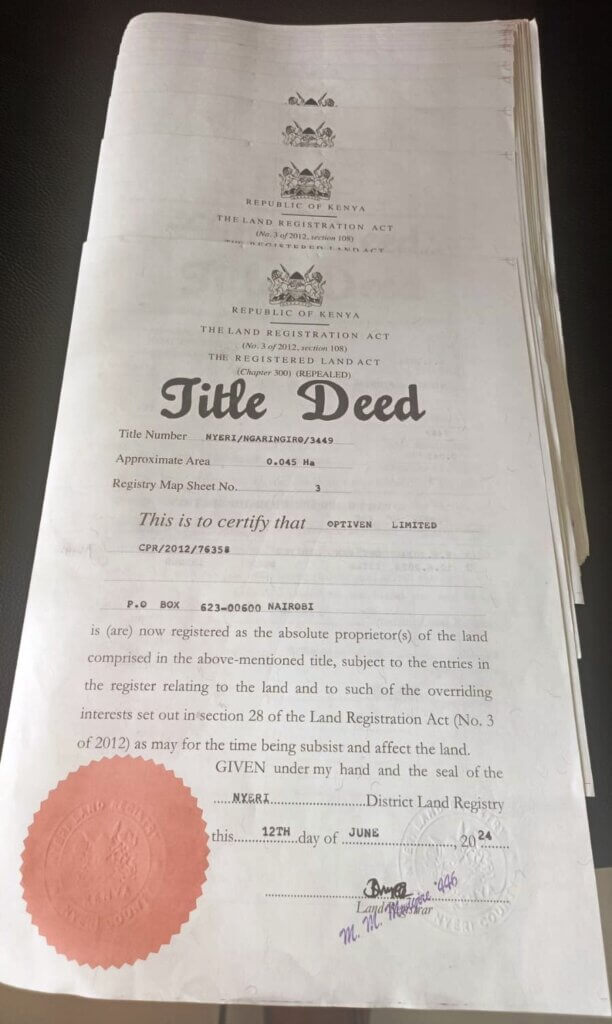 REPUBLIC OF KENYA
THE LAND REGISTRATION ACT
(No. 3 of 2012, section 108)
THE REGISTERED LAND ACT
REPUBLIC OF KENYA
THE LAND REGISTRATION ACT
(No. 3 of 2012, section 108)
THE REGISTERED LAND ACT
(Chapter 300) (REPEALED)
Title Deed
Title Number NYERI/NGARINGIRO/3449
Approximate Area 0.045 Ha
Registry Map Sheet No. 3
This is to certify that OPTIVEN LIMITED
CPR/2012/76358
P.O BOX 623-00600 NAIROBI
is (are) now registered as the absolute proprietor(s) of the land
comprised in the above-mentioned title, subject to the entries in
the register relating to the land and to such of the overriding
interests set out in section 28 of the Land Registration Act (No. 3
of 2012) as may for the time being subsist and affect the land.
GIVEN under my hand and the seal of the
NYERI District Land Registry
this 12TH day of JUNE, 2024
Land Registrar
M. M.